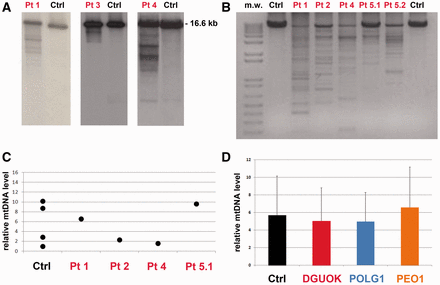 A
Pt 1 Ctrl Pt 3 Ctrl Pt 4 Ctrl
- 16.6 kb
B
m.w. Ctrl Pt 1 Pt 2 Pt 4 Pt 5.1 Pt 5.2 Ctrl
C
relative mtDNA level
16
14
12
10
8
6
4
2
0
Ctrl Pt 1 Pt 2 Pt 4 Pt 5.1
D
relative mtDNA level
12
10
8
6
4
2
0
Ctrl DGUOK POLG1 PEO1